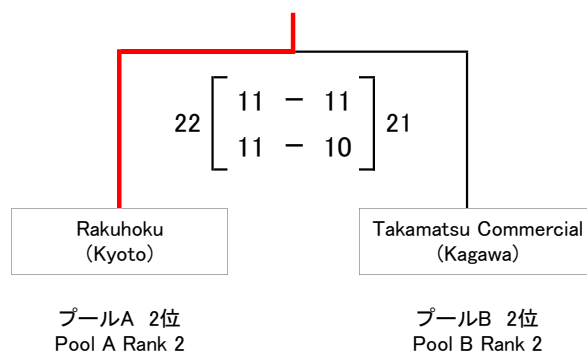 11 － 11
22 21
11 － 10
Rakuhoku
(Kyoto)
Takamatsu Commercial
(Kagawa)
プールA 2位
Pool A Rank 2
プールB 2位
Pool B Rank 2